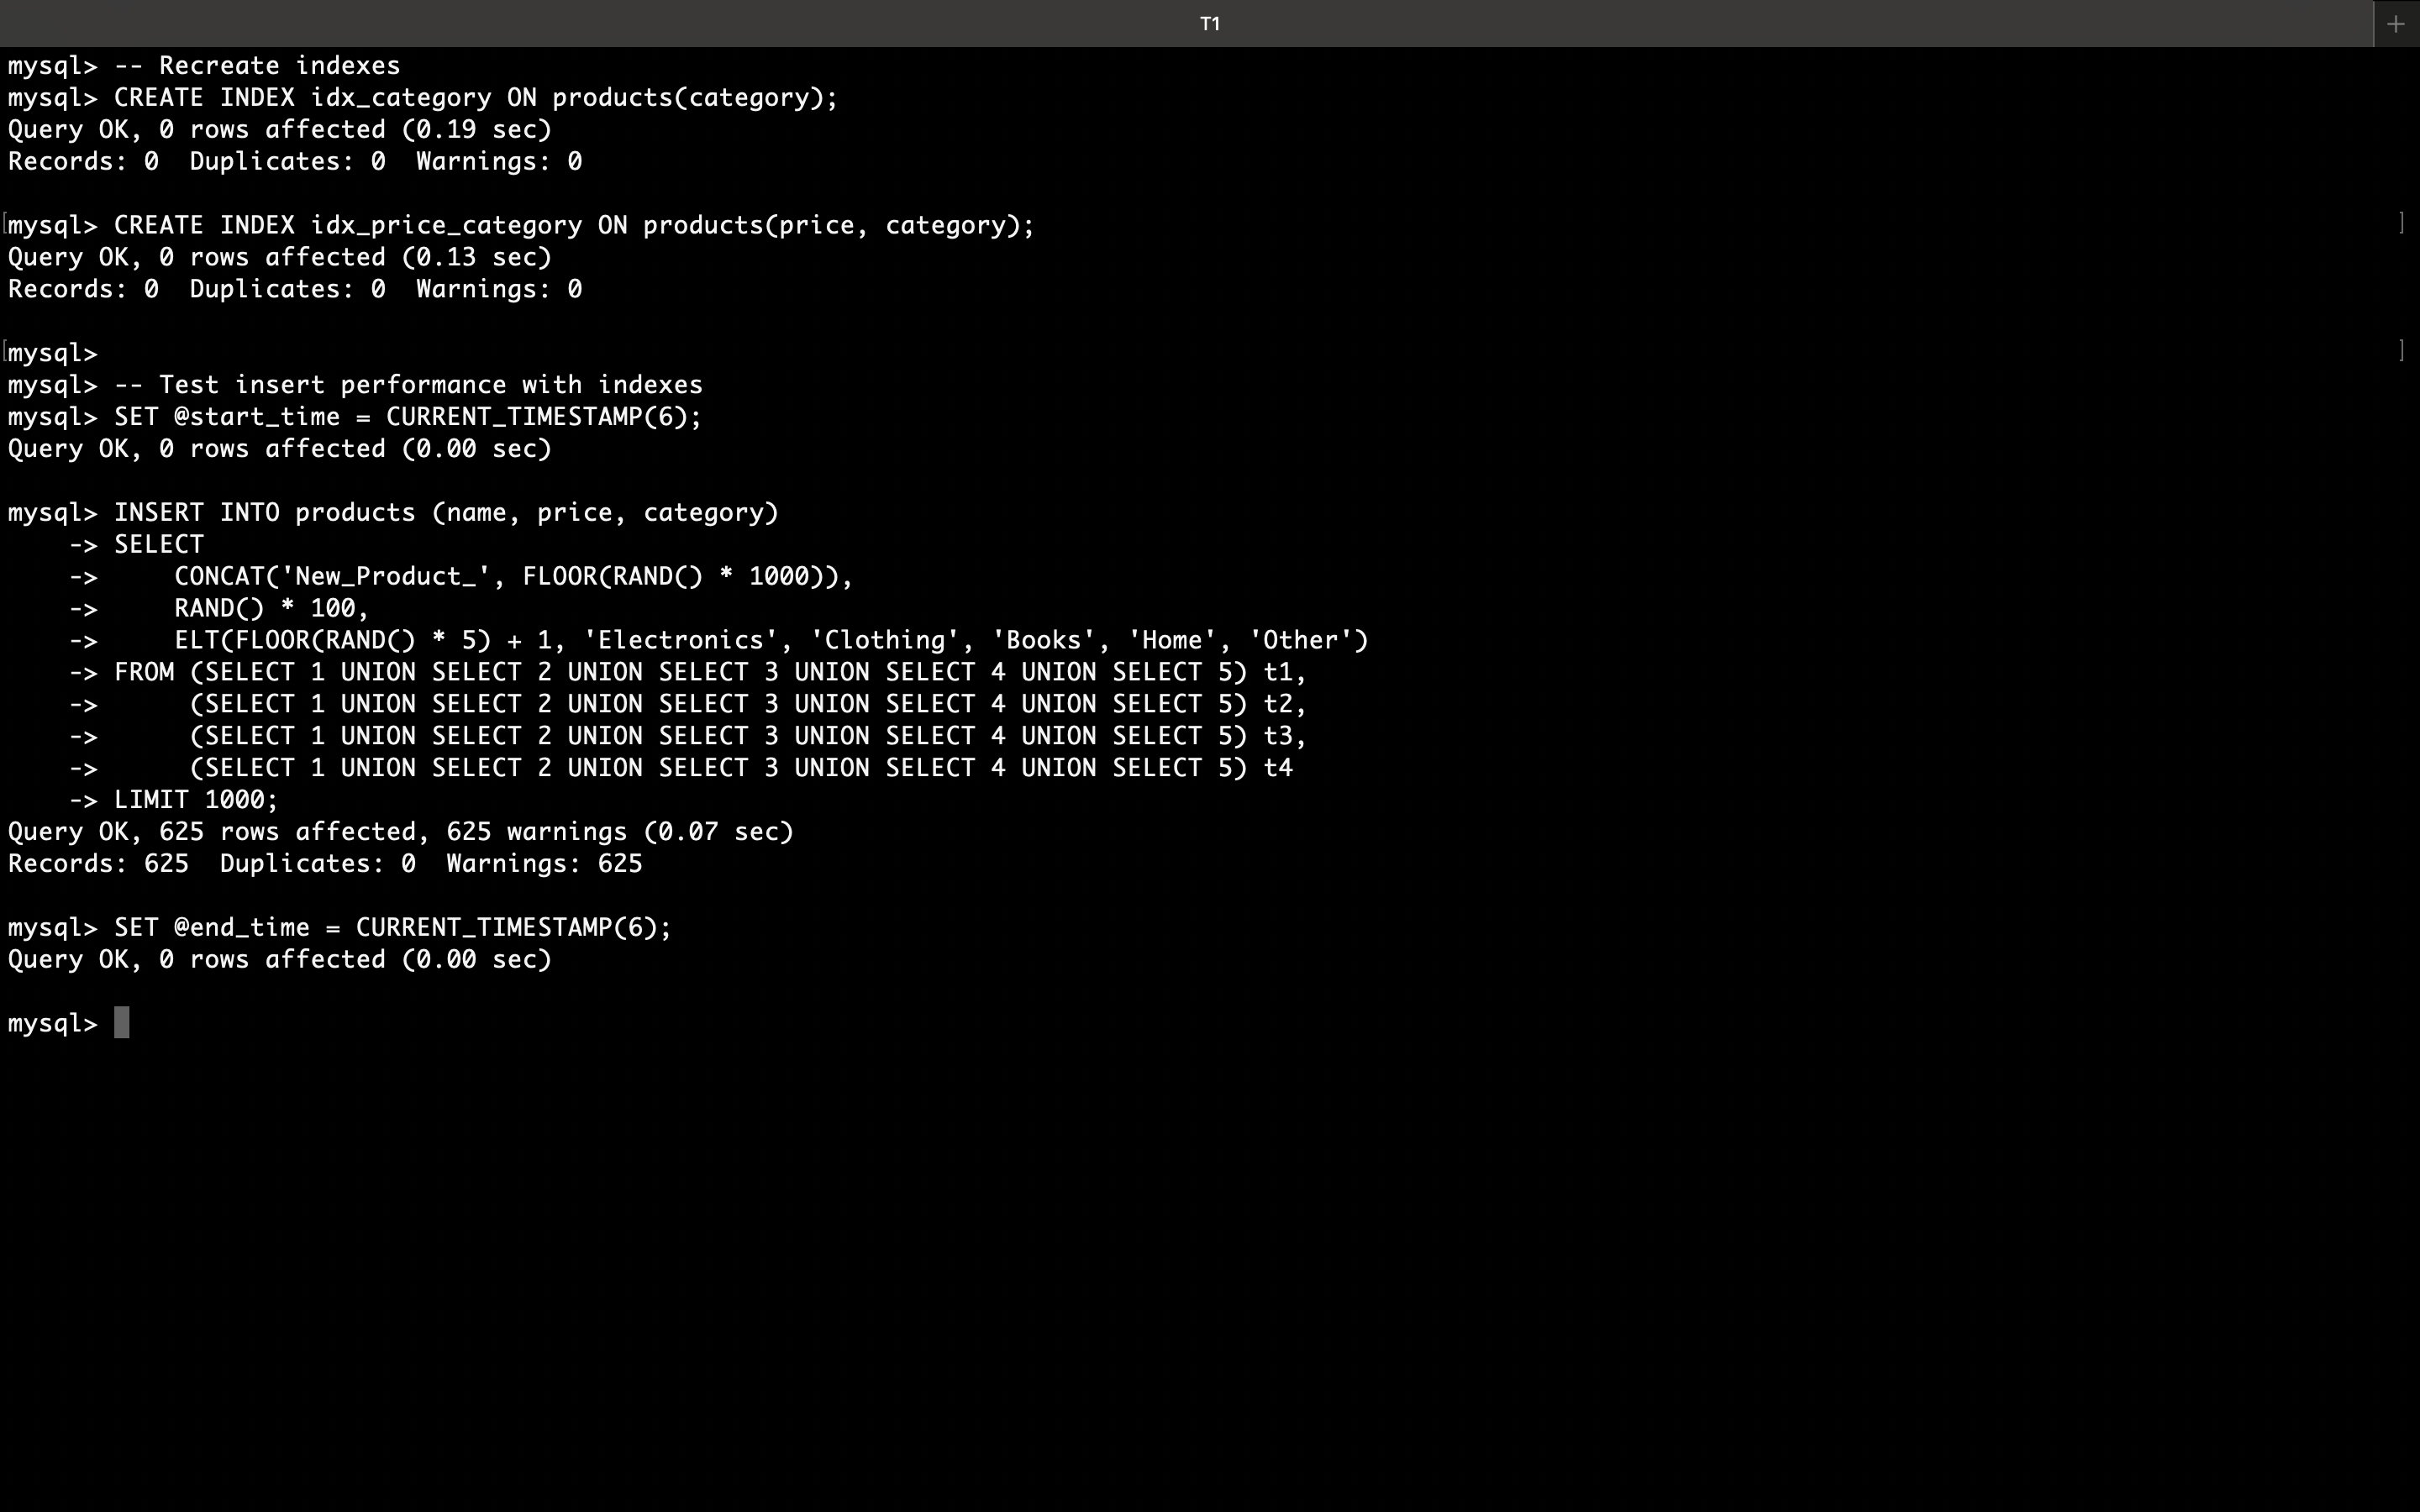 T1
mysql> -- Recreate indexes
mysql> CREATE INDEX idx_category ON products(category);
Query OK, 0 rows affected (0.19 sec)
Records: 0  Duplicates: 0  Warnings: 0
mysql> CREATE INDEX idx_price_category ON products(price, category);
Query OK, 0 rows affected (0.13 sec)
Records: 0  Duplicates: 0  Warnings: 0
mysql>
mysql> -- Test insert performance with indexes
mysql> SET @start_time = CURRENT_TIMESTAMP(6);
Query OK, 0 rows affected (0.00 sec)
mysql> INSERT INTO products (name, price, category)
    -> SELECT
    ->     CONCAT('New_Product_', FLOOR(RAND() * 1000)),
    ->     RAND() * 100,
    ->     ELT(FLOOR(RAND() * 5) + 1, 'Electronics', 'Clothing', 'Books', 'Home', 'Other')
    -> FROM (SELECT 1 UNION SELECT 2 UNION SELECT 3 UNION SELECT 4 UNION SELECT 5) t1,
    ->      (SELECT 1 UNION SELECT 2 UNION SELECT 3 UNION SELECT 4 UNION SELECT 5) t2,
    ->      (SELECT 1 UNION SELECT 2 UNION SELECT 3 UNION SELECT 4 UNION SELECT 5) t3,
    ->      (SELECT 1 UNION SELECT 2 UNION SELECT 3 UNION SELECT 4 UNION SELECT 5) t4
    -> LIMIT 1000;
Query OK, 625 rows affected, 625 warnings (0.07 sec)
Records: 625  Duplicates: 0  Warnings: 625
mysql> SET @end_time = CURRENT_TIMESTAMP(6);
Query OK, 0 rows affected (0.00 sec)
mysql>